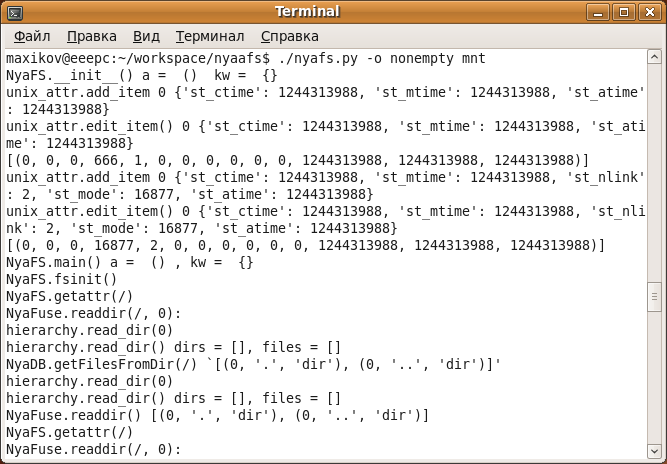 Terminal
Файл Правка Вид Терминал Справка
maxikov@eeepc:~/workspace/nyaafs$ ./nyafs.py -o nonempty mnt
NyaFS.__init__() a =  ()  kw =  {}
unix_attr.add_item 0 {'st_ctime': 1244313988, 'st_mtime': 1244313988, 'st_atime'
: 1244313988}
unix_attr.edit_item() 0 {'st_ctime': 1244313988, 'st_mtime': 1244313988, 'st_ati
me': 1244313988}
[(0, 0, 0, 666, 1, 0, 0, 0, 0, 0, 0, 1244313988, 1244313988, 1244313988)]
unix_attr.add_item 0 {'st_ctime': 1244313988, 'st_mtime': 1244313988, 'st_nlink'
: 2, 'st_mode': 16877, 'st_atime': 1244313988}
unix_attr.edit_item() 0 {'st_ctime': 1244313988, 'st_mtime': 1244313988, 'st_nli
nk': 2, 'st_mode': 16877, 'st_atime': 1244313988}
[(0, 0, 0, 16877, 2, 0, 0, 0, 0, 0, 0, 1244313988, 1244313988, 1244313988)]
NyaFS.main() a =  () , kw =  {}
NyaFS.fsinit()
NyaFS.getattr(/)
NyaFuse.readdir(/, 0):
hierarchy.read_dir(0)
hierarchy.read_dir() dirs = [], files = []
NyaDB.getFilesFromDir(/) `[(0, '.', 'dir'), (0, '..', 'dir')]'
hierarchy.read_dir(0)
hierarchy.read_dir() dirs = [], files = []
NyaFuse.readdir() [(0, '.', 'dir'), (0, '..', 'dir')]
NyaFS.getattr(/)
NyaFuse.readdir(/, 0):